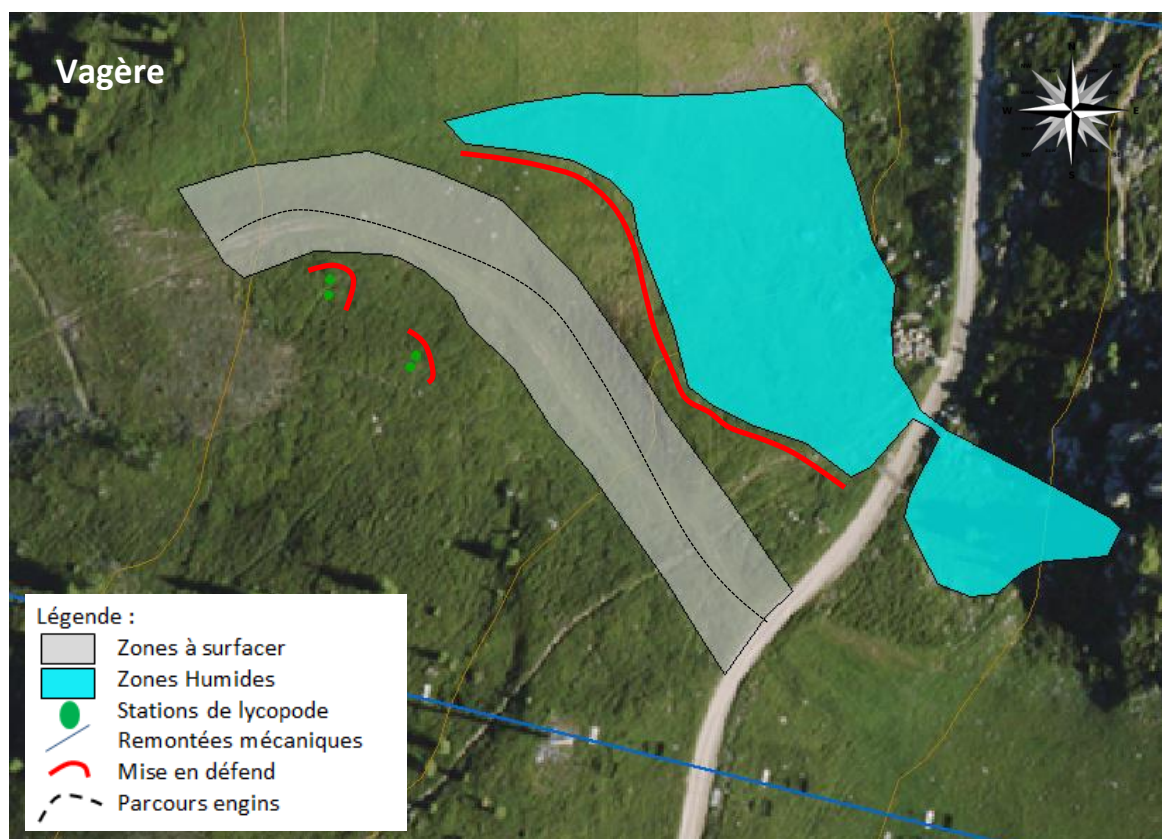 Vagère
N
W
E
S
Légende :
Zones à surfacer
Zones Humides
Stations de lycopode
Remontées mécaniques
Mise en défend
Parcours engins